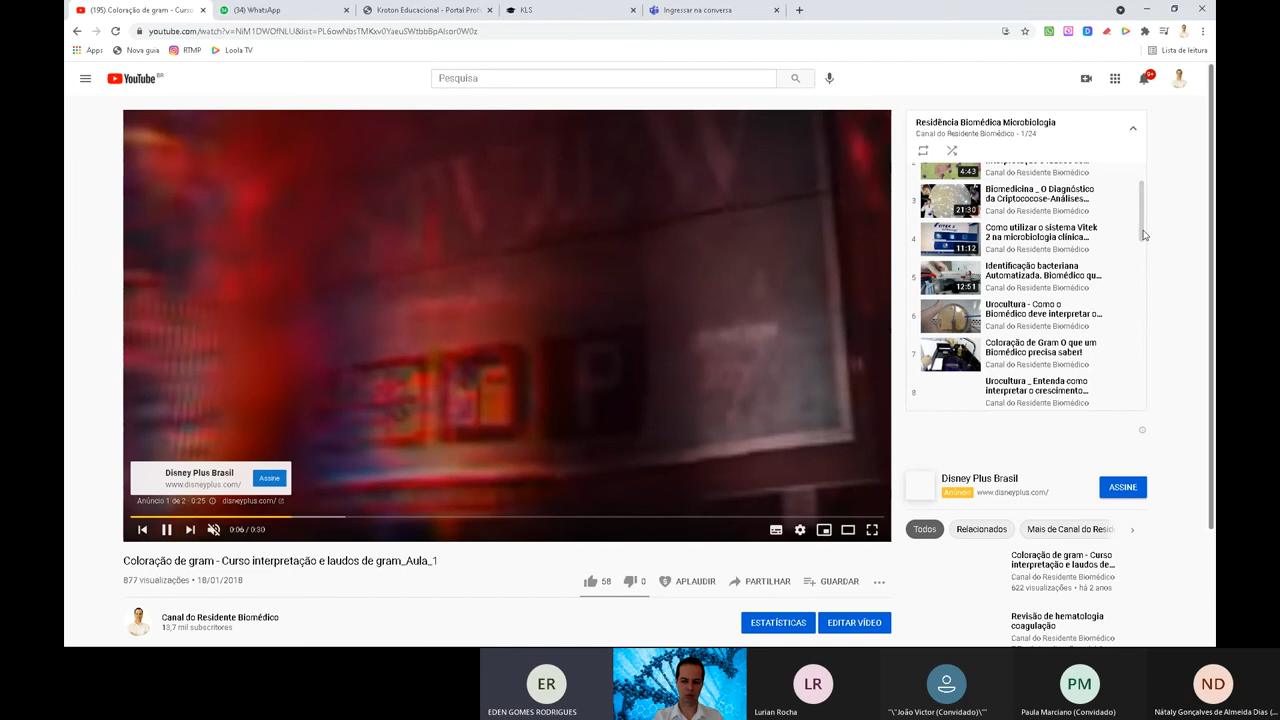 (195) Coloração de gram - Curso
(34) WhatsApp
Kroton Educacional - Portal Prof
KLS
Ingressar na conversa
youtube.com/watch?v=NiM1DWOfNLU&list=PL6owNbsTMKxv0YaeuSWtbbBpAIsor0W0z
Apps
Nova guia
RTMP
Loola TV
Lista de leitura
YouTube BR
Pesquisa
9+
Residência Biomédica Microbiologia
Canal do Residente Biomédico - 1/24
4:43
Canal do Residente Biomédico
3
21:30
Biomedicina _ O Diagnóstico
da Criptococose-Análises...
Canal do Residente Biomédico
4
11:12
Como utilizar o sistema Vitek
2 na microbiologia clínica...
Canal do Residente Biomédico
5
12:51
Identificação bacteriana
Automatizada. Biomédico qu...
Canal do Residente Biomédico
6
Urocultura - Como o
Biomédico deve interpretar o...
Canal do Residente Biomédico
7
Coloração de Gram O que um
Biomédico precisa saber!
Canal do Residente Biomédico
8
Urocultura _ Entenda como
interpretar o crescimento...
Canal do Residente Biomédico
Disney Plus Brasil
www.disneyplus.com/
Assine
Anúncio 1 de 2 · 0:25
disneyplus.com/
0:06 / 0:30
Disney Plus Brasil
Anúncio www.disneyplus.com/
ASSINE
Todos
Relacionados
Mais de Canal do Resid
Coloração de gram - Curso interpretação e laudos de gram_Aula_1
877 visualizações • 18/01/2018
58
0
APLAUDIR
PARTILHAR
GUARDAR
Canal do Residente Biomédico
13,7 mil subscritores
ESTATÍSTICAS
EDITAR VÍDEO
Coloração de gram - Curso
interpretação e laudos de...
Canal do Residente Biomédico
622 visualizações • há 2 anos
Revisão de hematologia
coagulação
Canal do Residente Biomédico
ER
EDEN GOMES RODRIGUES
LR
Lurian Rocha
"\"João Victor (Convidado)\""
PM
Paula Marciano (Convidado)
ND
Nátaly Gonçalves de Almeida Dias (...